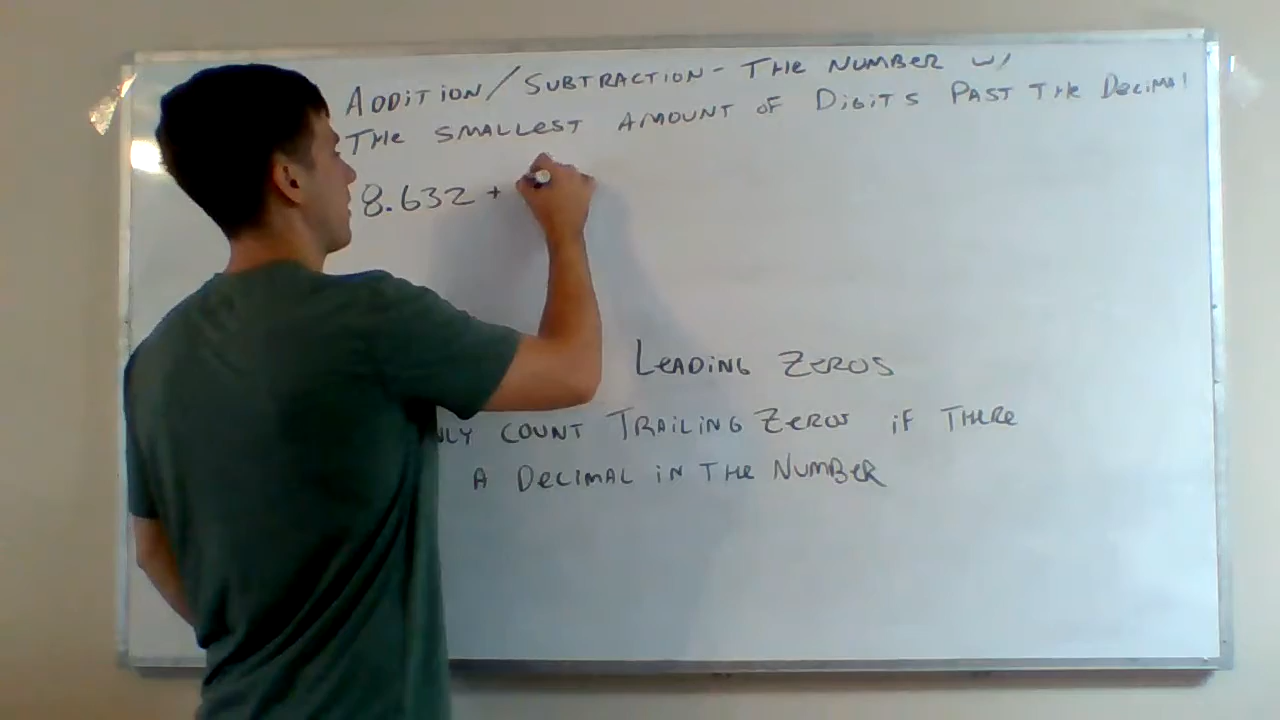 ADDITION/SUBTRACTION - THE NUMBER W/
THE SMALLEST AMOUNT OF DIGITS PAST THE DECIMAL
8.632 +
LEADING ZEROS
COUNT TRAILING ZEROS IF THERE
A DECIMAL IN THE NUMBER